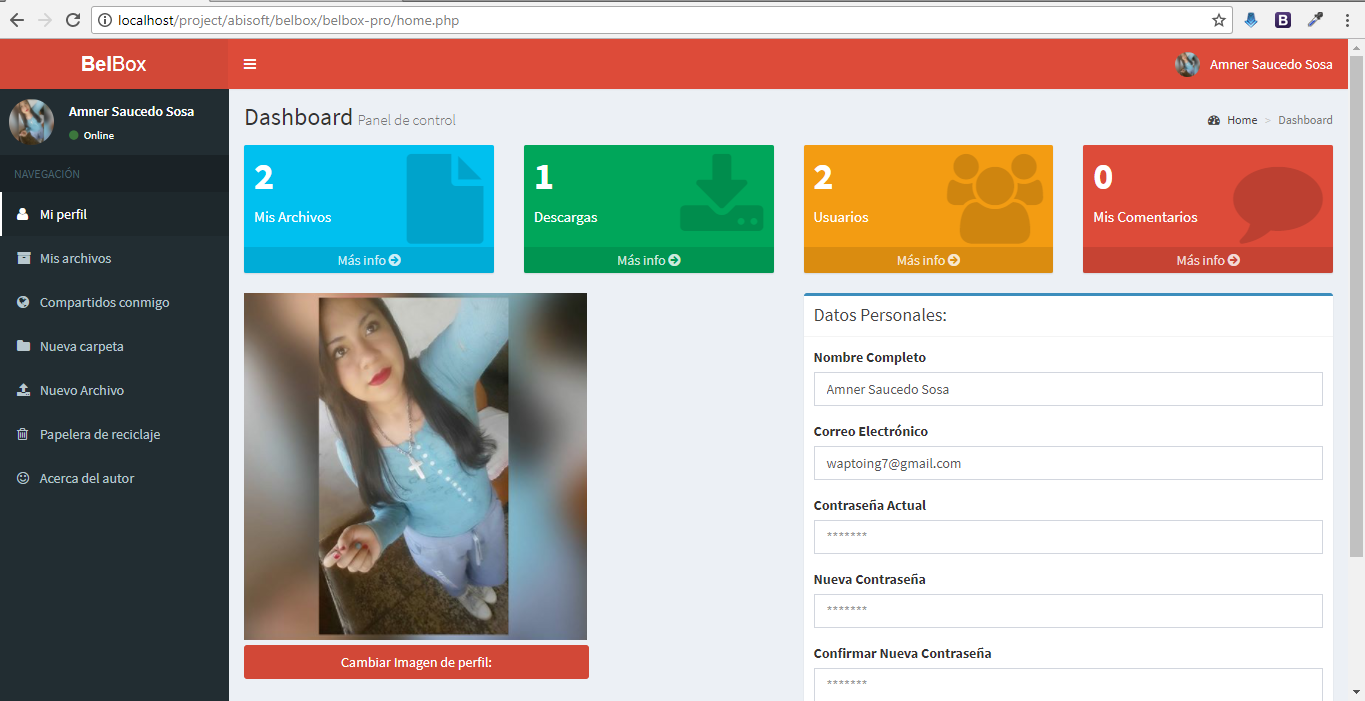 localhost/project/abisoft/belbox/belbox-pro/home.php
BelBox
Amner Saucedo Sosa
Amner Saucedo Sosa
Online
NAVEGACIÓN
Mi perfil
Mis archivos
Compartidos conmigo
Nueva carpeta
Nuevo Archivo
Papelera de reciclaje
Acerca del autor
Dashboard Panel de control
Home > Dashboard
2
Mis Archivos
Más info
1
Descargas
Más info
2
Usuarios
Más info
0
Mis Comentarios
Más info
Cambiar Imagen de perfil:
Datos Personales:
Nombre Completo
Amner Saucedo Sosa
Correo Electrónico
waptoing7@gmail.com
Contraseña Actual
*******
Nueva Contraseña
*******
Confirmar Nueva Contraseña
*******